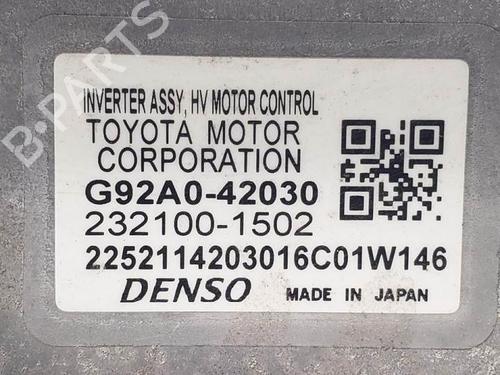 INVERTER ASSY, HV MOTOR CONTROL
TOYOTA MOTOR
CORPORATION
G92A0-42030
232100-1502
2252114203016C01W146
DENSO MADE IN JAPAN
B-PARTS